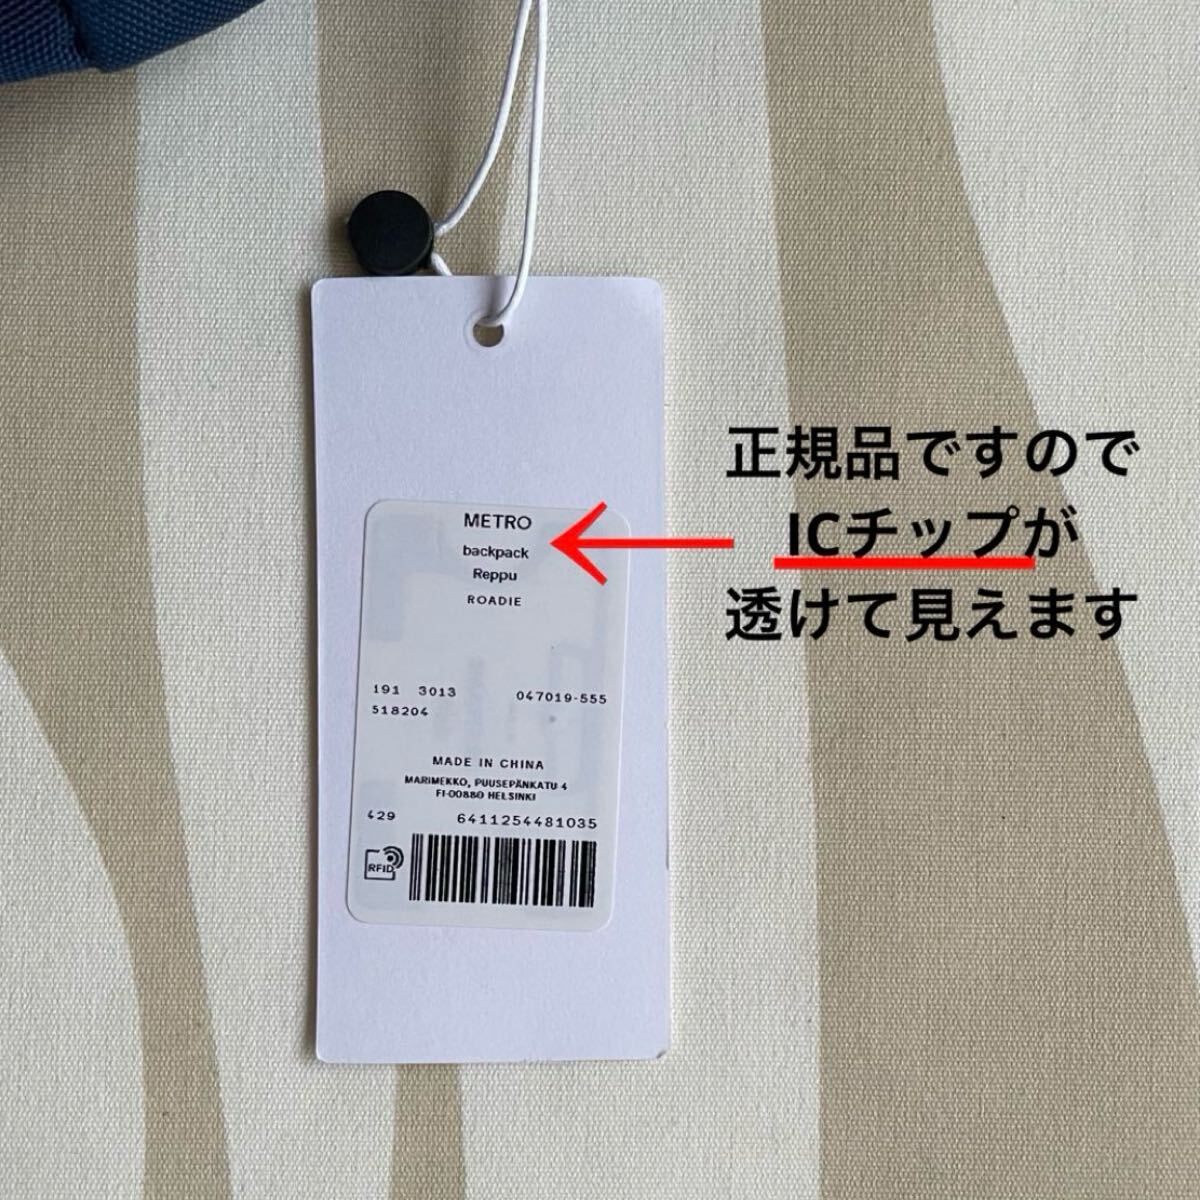 METRO
backpack
Reppu
ROADIE
191 3013 047019-555
518204
MADE IN CHINA
MARIMEKKO, PUUSEPÄNKATU 4
FI-00880 HELSINKI
429 6411254481035
RFID
正規品ですので
ICチップが
透けて見えます